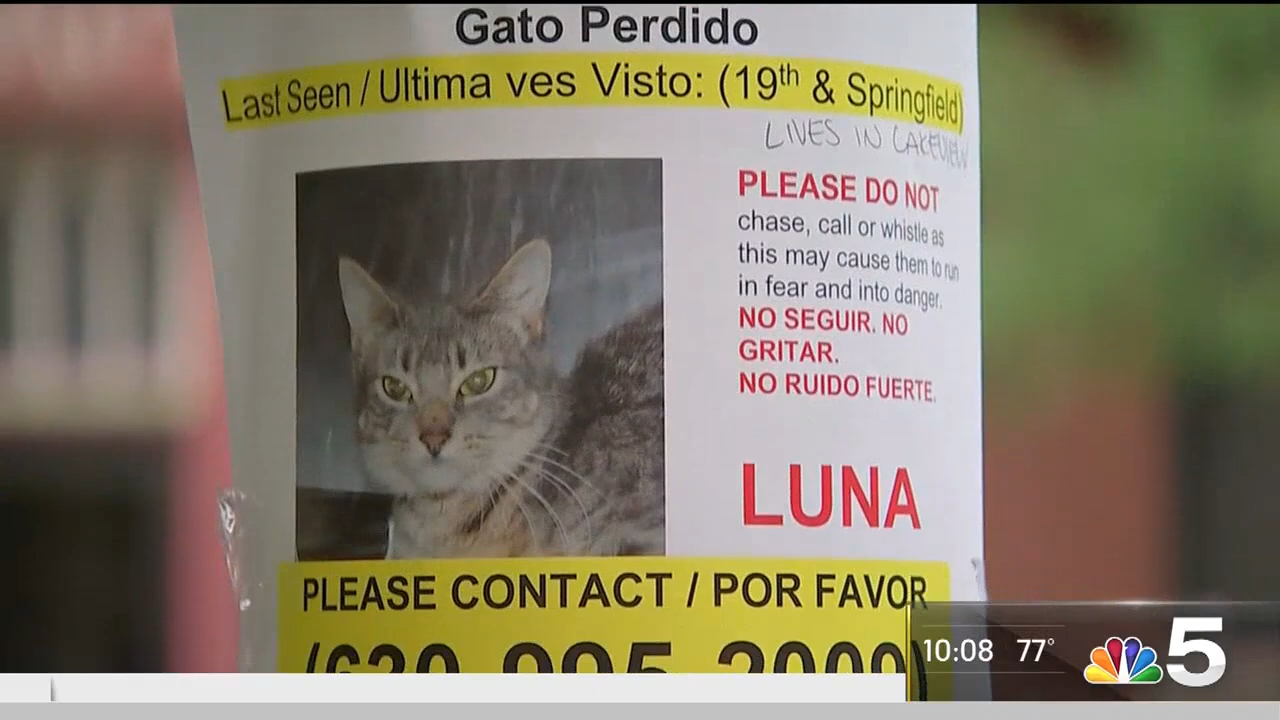 Gato Perdido
Last Seen / Ultima ves Visto: (19th & Springfield)
LIVES IN LAKEVIEW
PLEASE DO NOT
chase, call or whistle as
this may cause them to run
in fear and into danger.
NO SEGUIR. NO
GRITAR.
NO RUIDO FUERTE.
LUNA
PLEASE CONTACT / POR FAVOR
10:08 77°
5